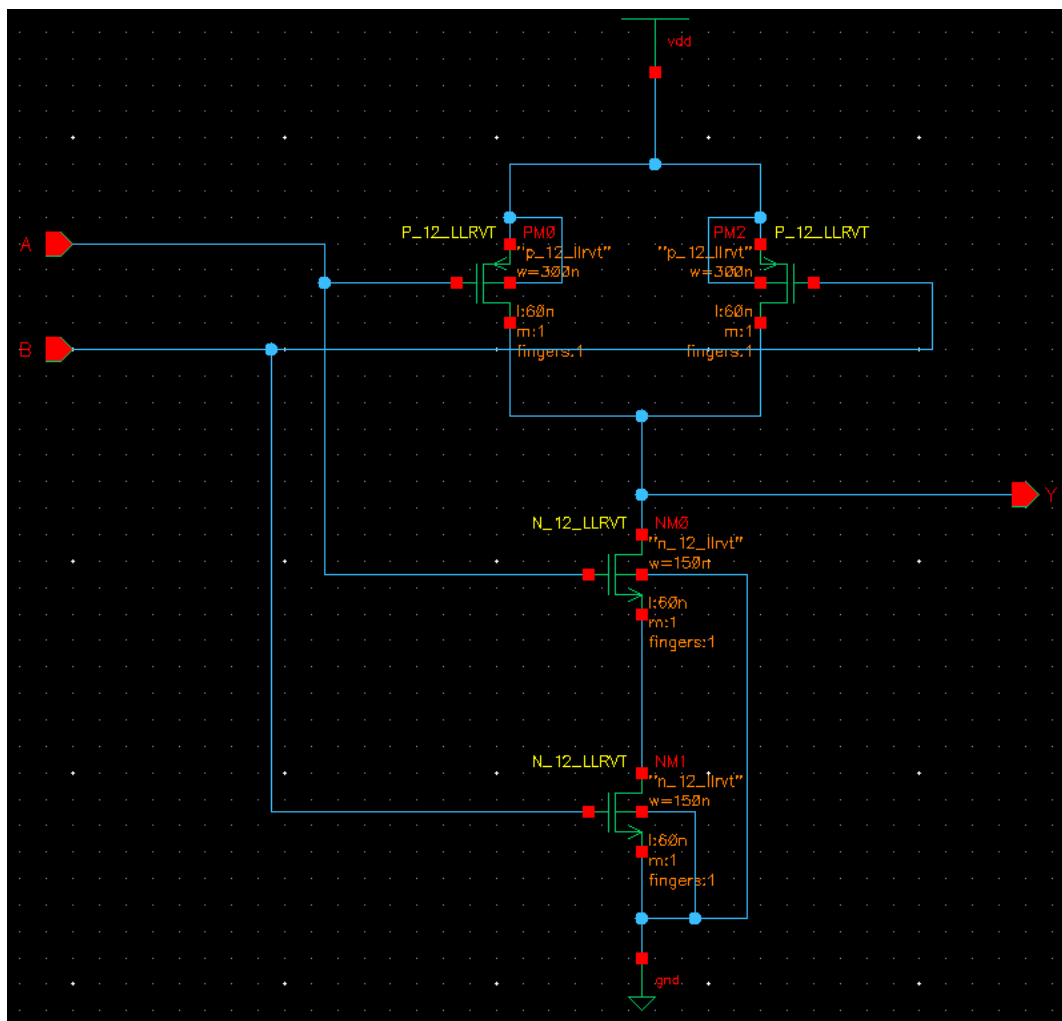 vdd
A
P_12_LLRVT PM0
"p_12_llrvt"
w=300n
l:60n
m:1
fingers:1
PM2 P_12_LLRVT
"p_12_llrvt"
w=300n
l:60n
m:1
fingers:1
B
Y
N_12_LLRVT NM0
"n_12_llrvt"
w=150n
l:60n
m:1
fingers:1
N_12_LLRVT NM1
"n_12_llrvt"
w=150n
l:60n
m:1
fingers:1
gnd